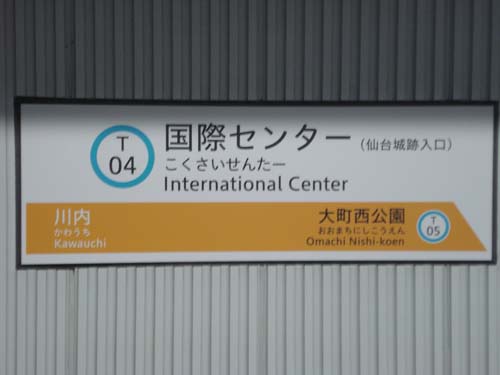 T
04
国際センター(仙台城跡入口)
こくさいせんたー
International Center
川内
かわうち
Kawauchi
大町西公園
おおまちにしこうえん
Omachi Nishi-koen
T
05